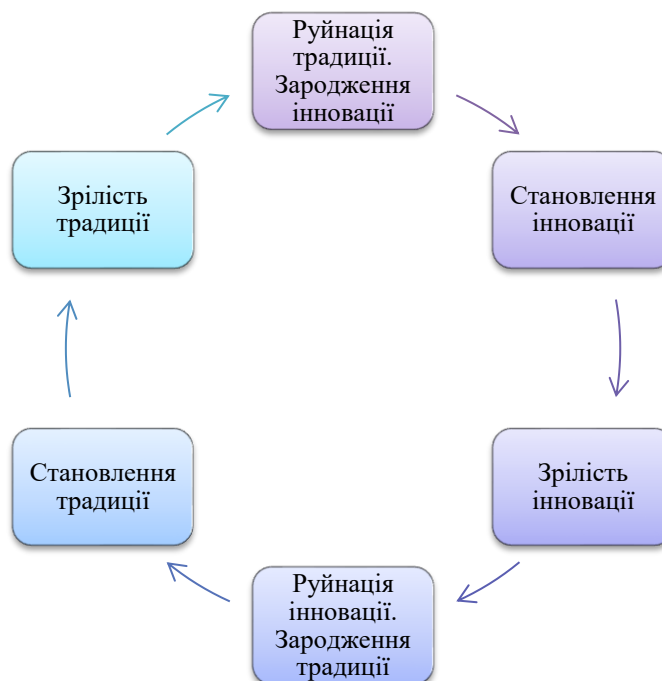 Руйнація
традиції.
Зародження
інновації
Становлення
інновації
Зрілість
інновації
Руйнація
інновації.
Зародження
традиції
Становлення
традиції
Зрілість
традиції